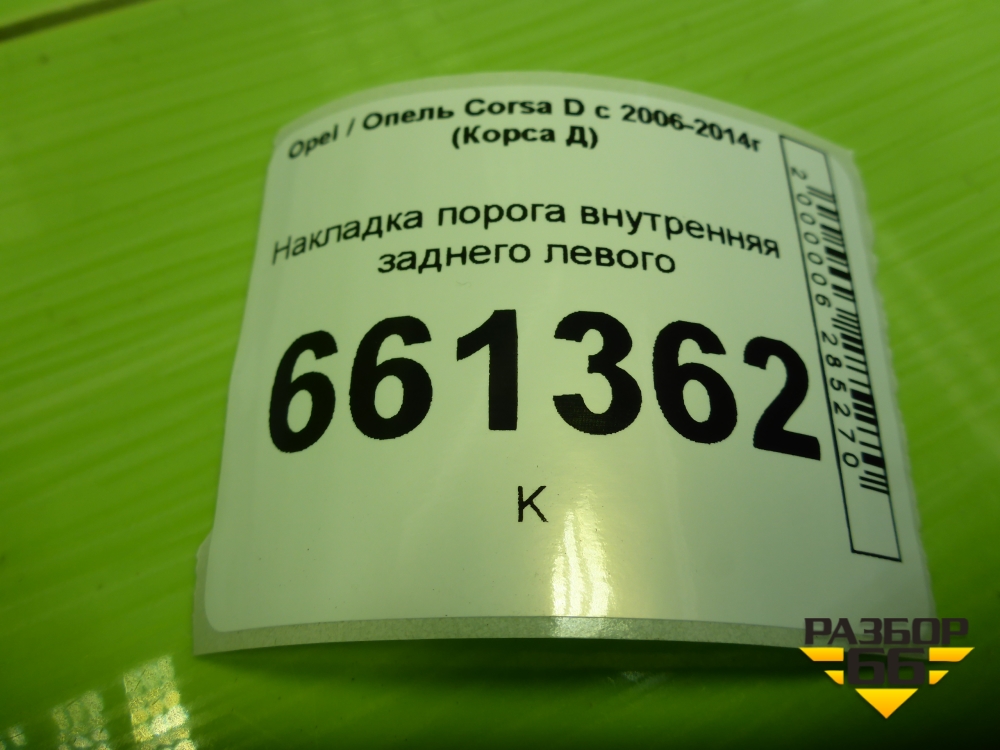 Opel / Опель Corsa D с 2006-2014г
(Корса Д)
Накладка порога внутренняя
заднего левого
661362
К
2000006285270
РАЗБОР
66